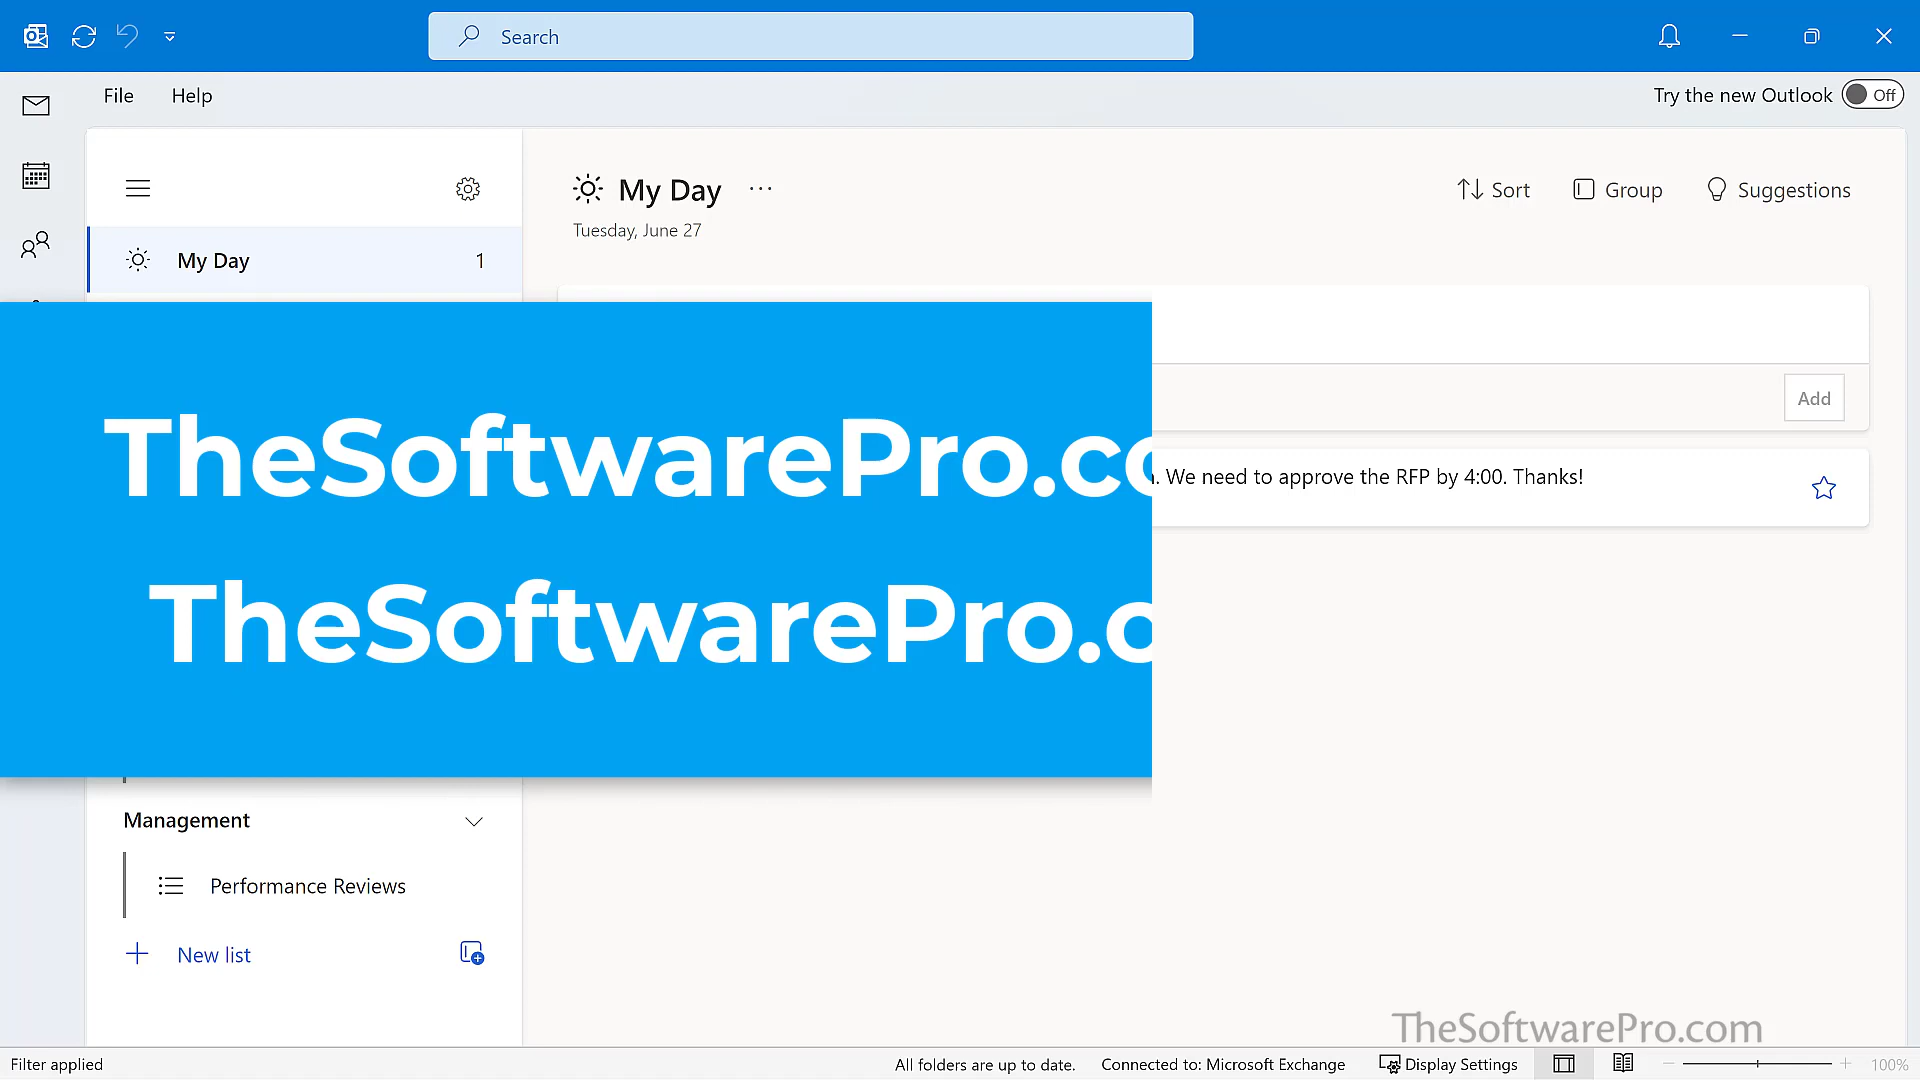 Search
File Help
Try the new Outlook Off
My Day ...
Sort Group Suggestions
Tuesday, June 27
My Day 1
Add
TheSoftwarePro.co
. We need to approve the RFP by 4:00. Thanks!
TheSoftwarePro.c
Management
Performance Reviews
New list
TheSoftwarePro.com
Filter applied
All folders are up to date. Connected to: Microsoft Exchange Display Settings 100%